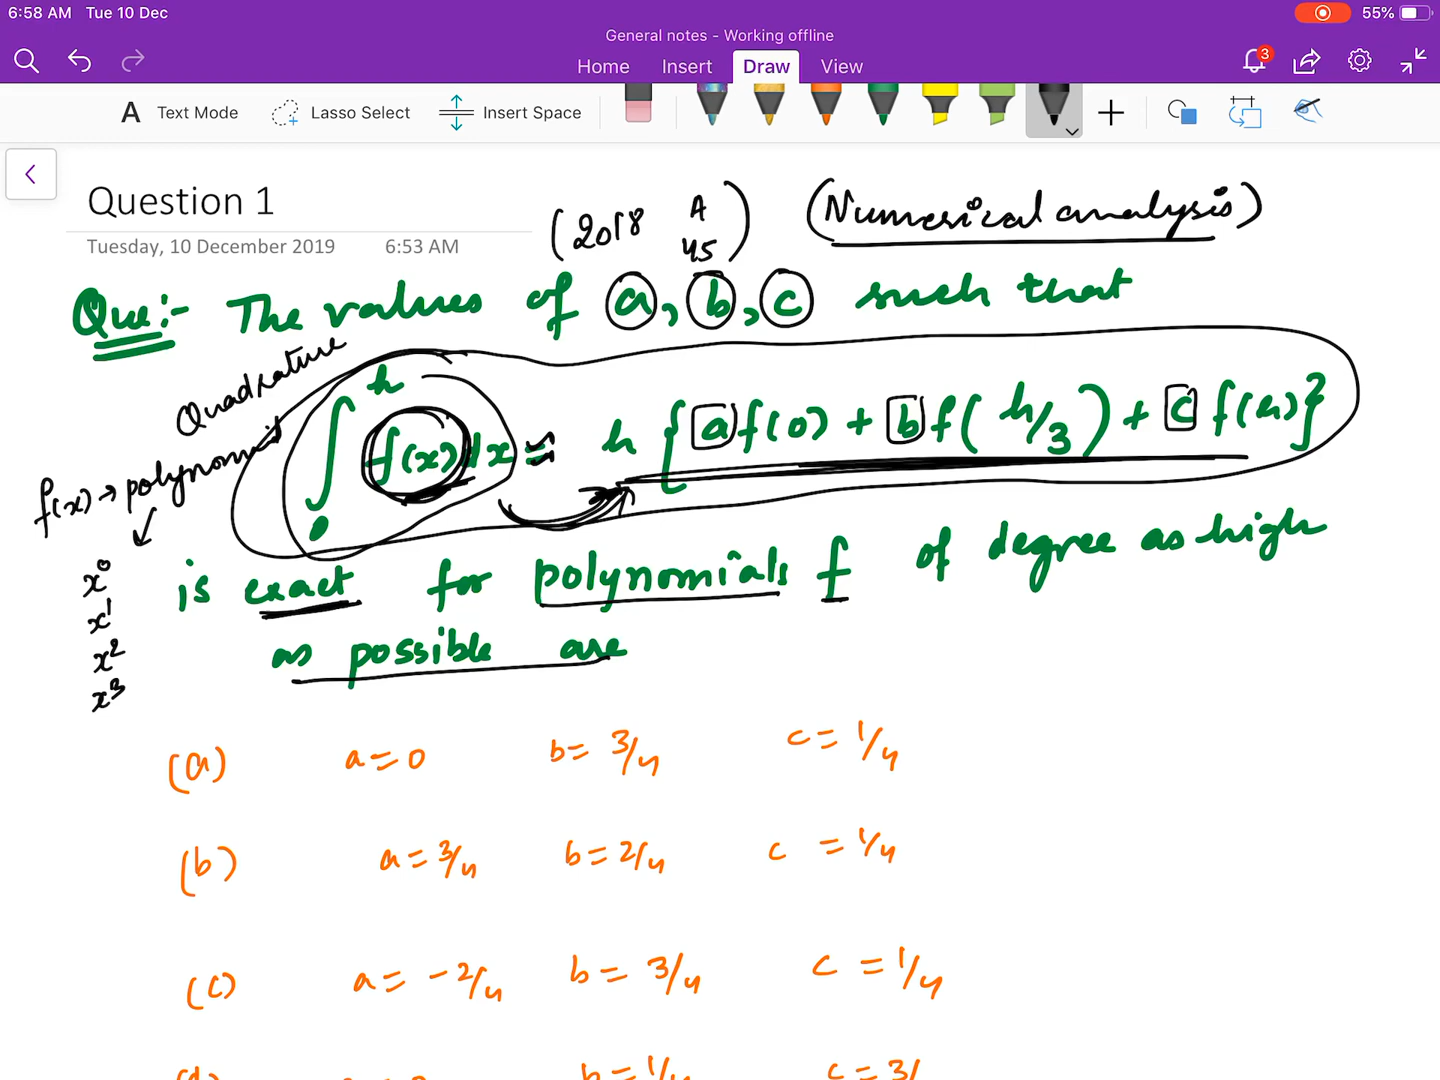 6:58 AM Tue 10 Dec 55%
General notes - Working offline
Home Insert Draw View 3
A Text Mode Lasso Select Insert Space
Question 1
Tuesday, 10 December 2019 6:53 AM
(2018 A 45) (Numerical analysis)
Que:- The values of a, b, c such that
Quadrature
∫₀ʰ f(x)dx ≈ h { a f(0) + b f(h/3) + c f(h) }
f(x) → polynomial
is exact for polynomials f of degree as high
as possible are
x⁰
x¹
x²
x³
(a) a = 0 b = 3/4 c = 1/4
(b) a = 3/4 b = 2/4 c = 1/4
(c) a = -2/4 b = 3/4 c = 1/4
b = 1/4 c = 3/